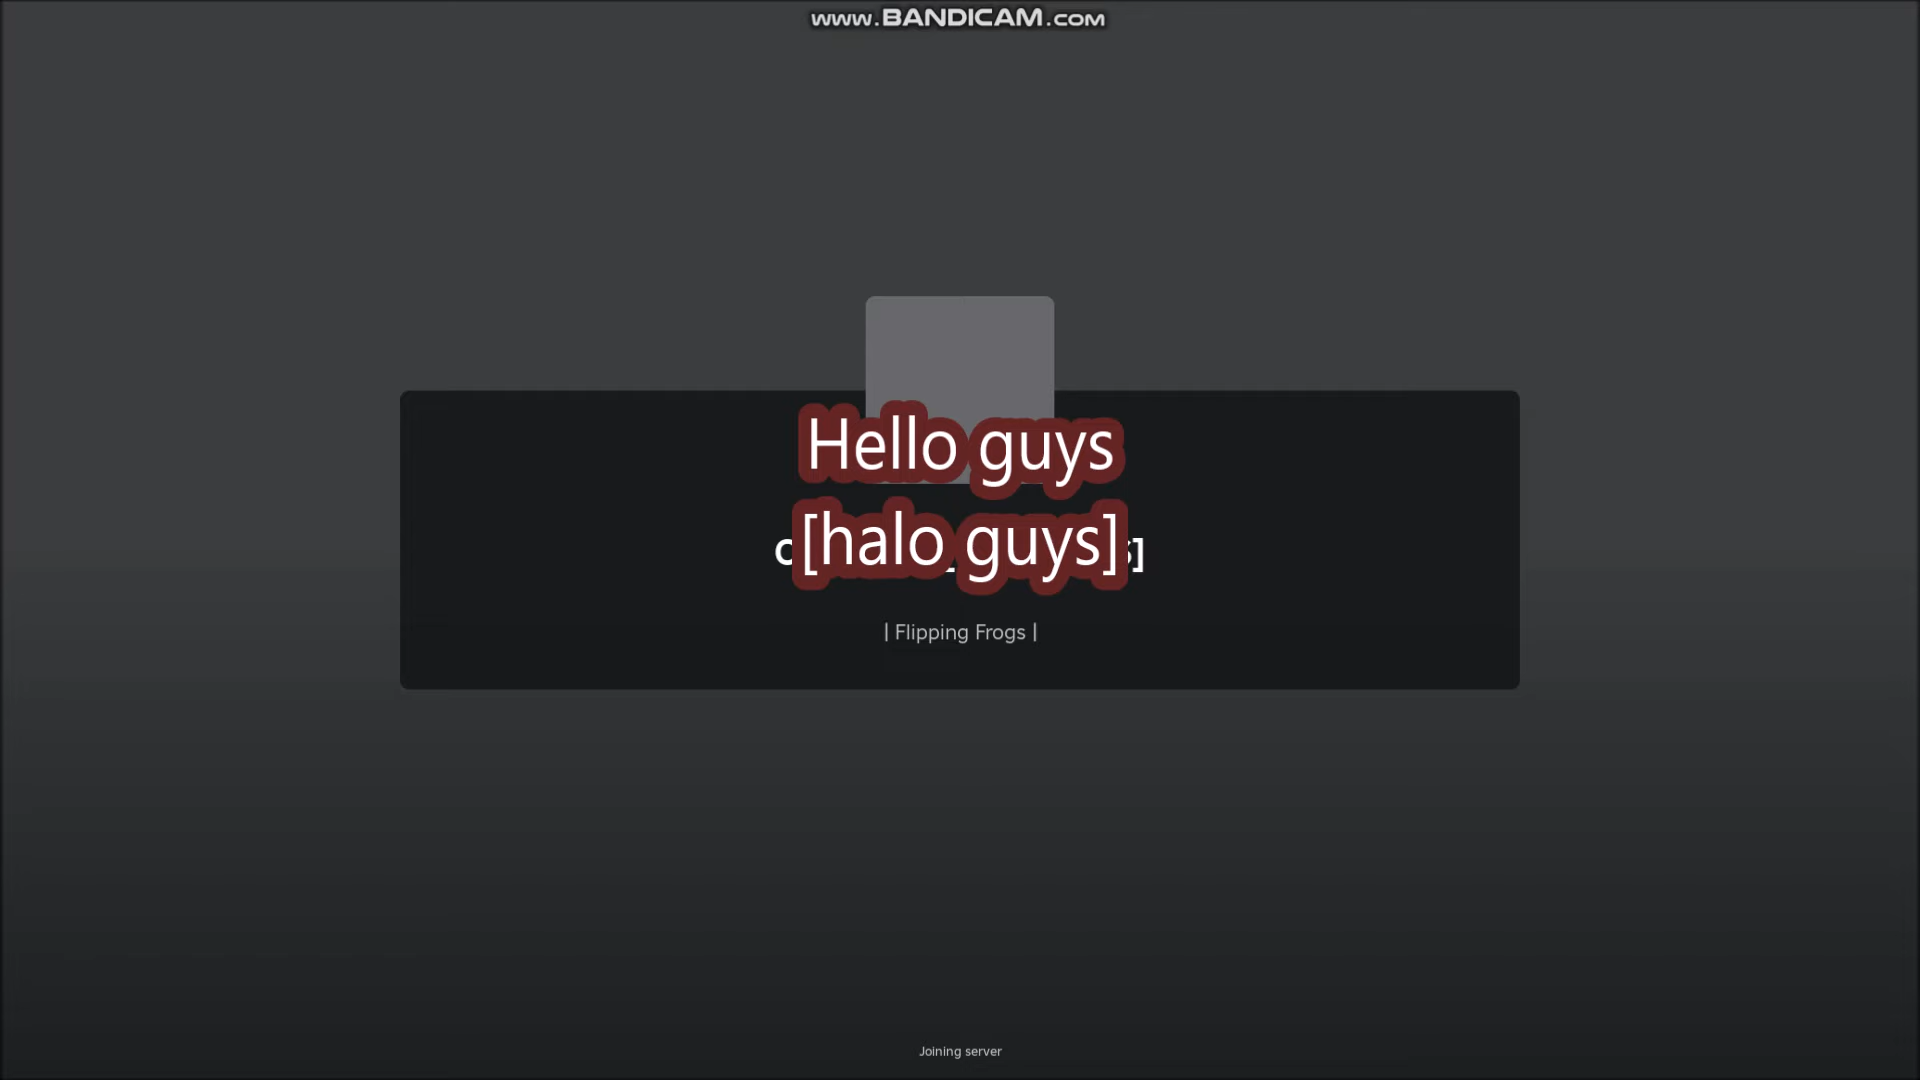 www.BANDICAM.com
Hello guys
[halo guys]
| Flipping Frogs |
Joining server